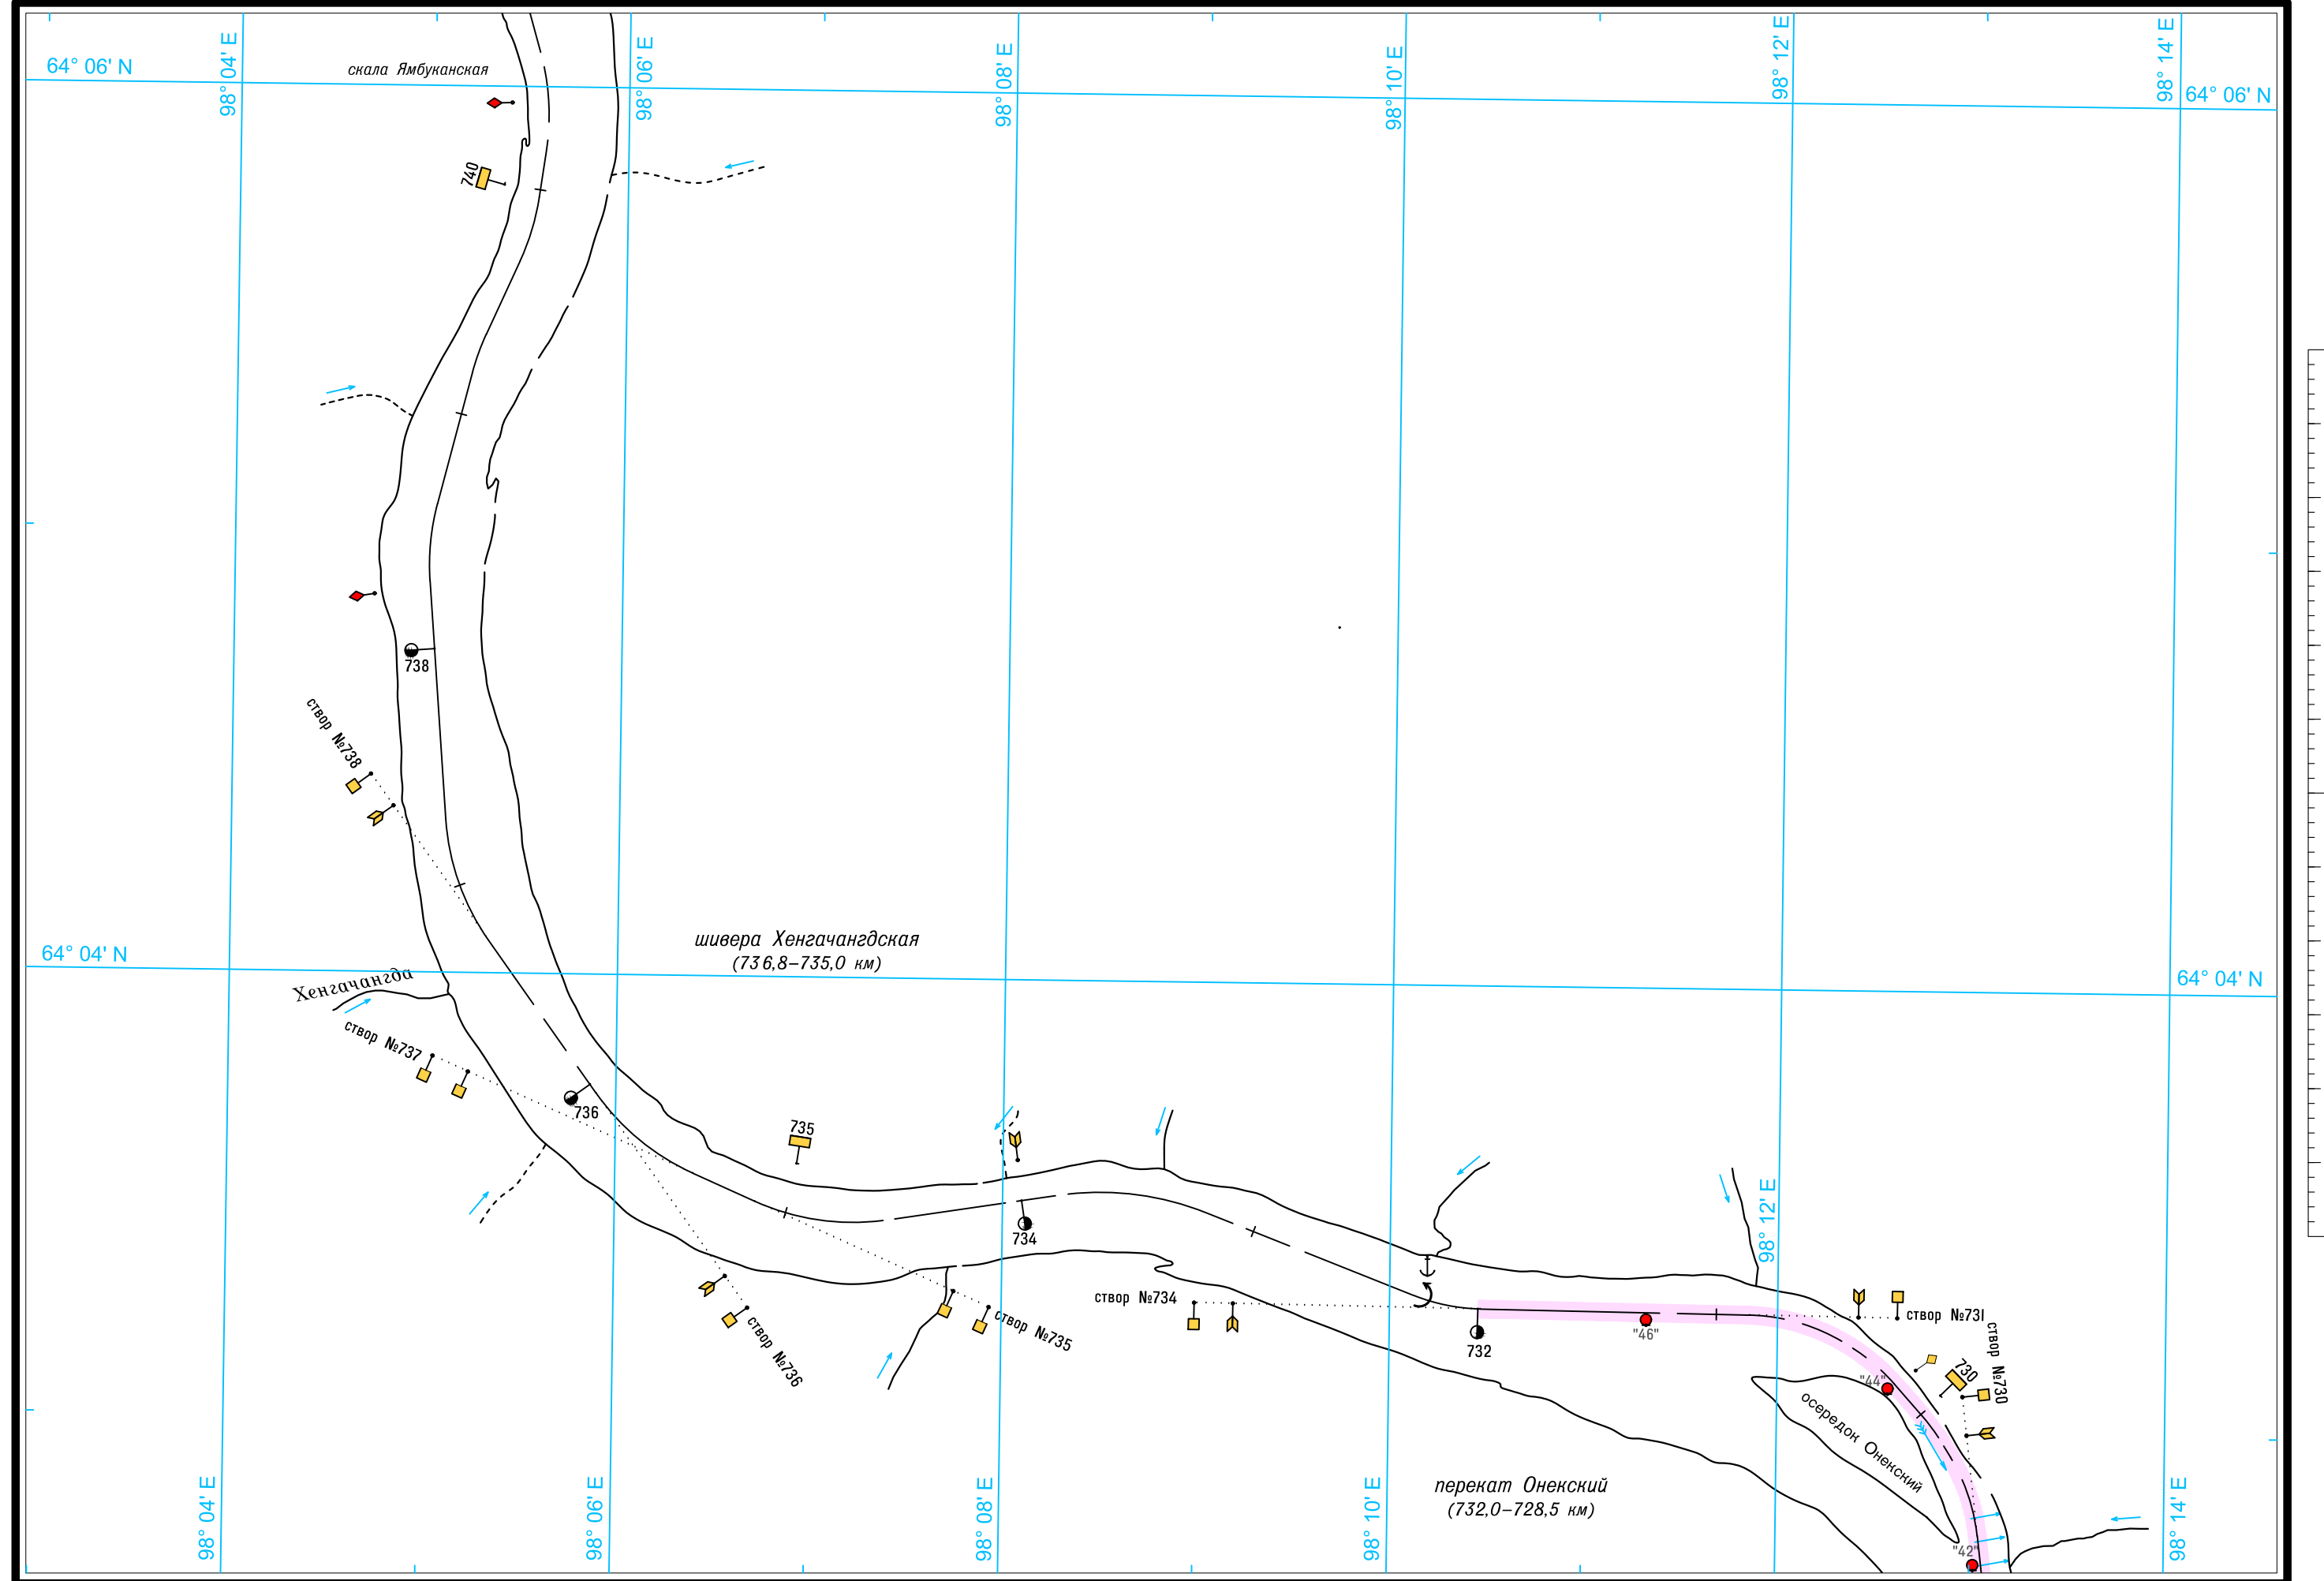 98° 04' E
98° 06' E
98° 08' E
98° 10' E
98° 12' E
98° 14' E
64° 06' N
64° 06' N
скала Ямбуканская
740
738
створ №738
шивера Хенгачангдская
(736,8–735,0 км)
64° 04' N
64° 04' N
Хенгачангда
створ №737
736
735
734
створ №734
створ №735
створ №736
98° 12' E
732
"46"
створ №731
створ №730
730
"44"
осередок Онекский
перекат Онекский
(732,0–728,5 км)
"42"
98° 04' E
98° 06' E
98° 08' E
98° 10' E
98° 14' E